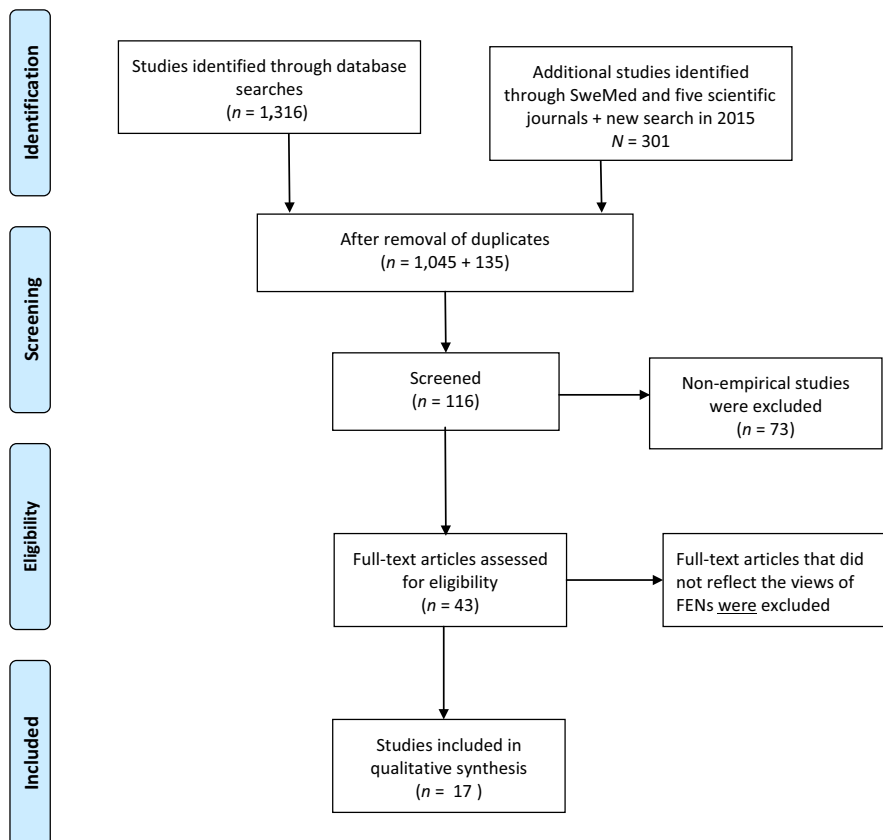 Identification
Studies identified through database
searches
(n = 1,316)
Additional studies identified
through SweMed and five scientific
journals + new search in 2015
N = 301
After removal of duplicates
(n = 1,045 + 135)
Screening
Screened
(n = 116)
Non-empirical studies
were excluded
(n = 73)
Eligibility
Full-text articles assessed
for eligibility
(n = 43)
Full-text articles that did
not reflect the views of
FENs were excluded
Included
Studies included in
qualitative synthesis
(n = 17 )